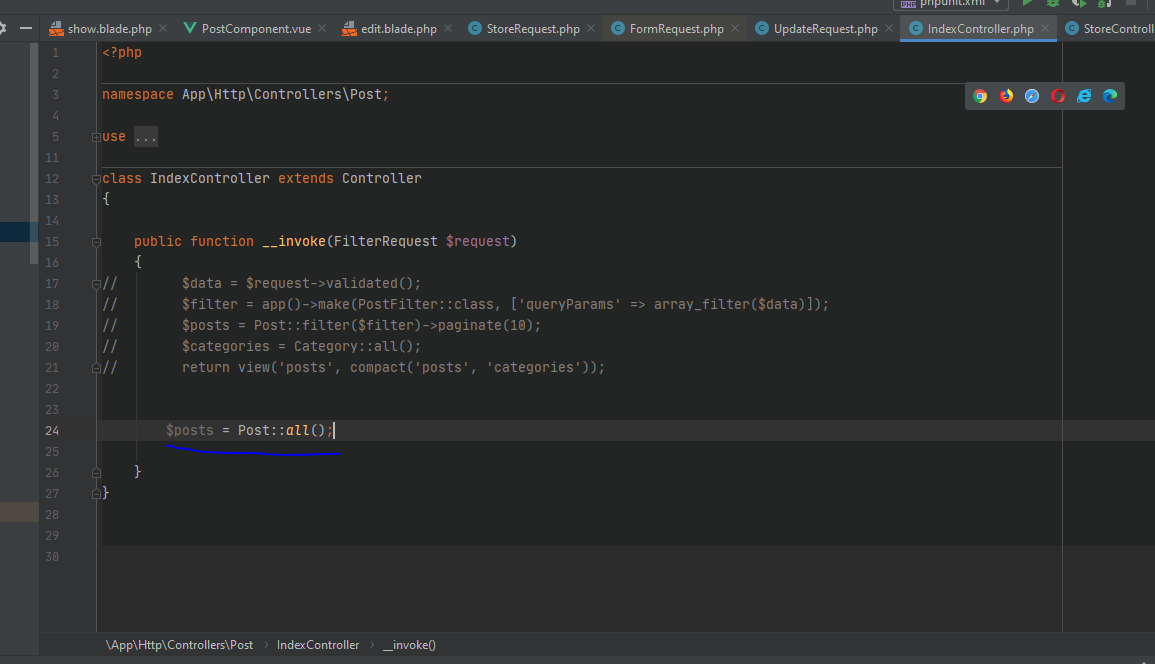 phpunit.xml
show.blade.php
PostComponent.vue
edit.blade.php
StoreRequest.php
FormRequest.php
UpdateRequest.php
IndexController.php
StoreControll
1 <?php
2
3 namespace App\Http\Controllers\Post;
4
5 use ...
11
12 class IndexController extends Controller
13 {
14
15 public function __invoke(FilterRequest $request)
16 {
17 // $data = $request->validated();
18 // $filter = app()->make(PostFilter::class, ['queryParams' => array_filter($data)]);
19 // $posts = Post::filter($filter)->paginate(10);
20 // $categories = Category::all();
21 // return view('posts', compact('posts', 'categories'));
22
23
24 $posts = Post::all();
25
26 }
27 }
28
29
30
\App\Http\Controllers\Post › IndexController › __invoke()